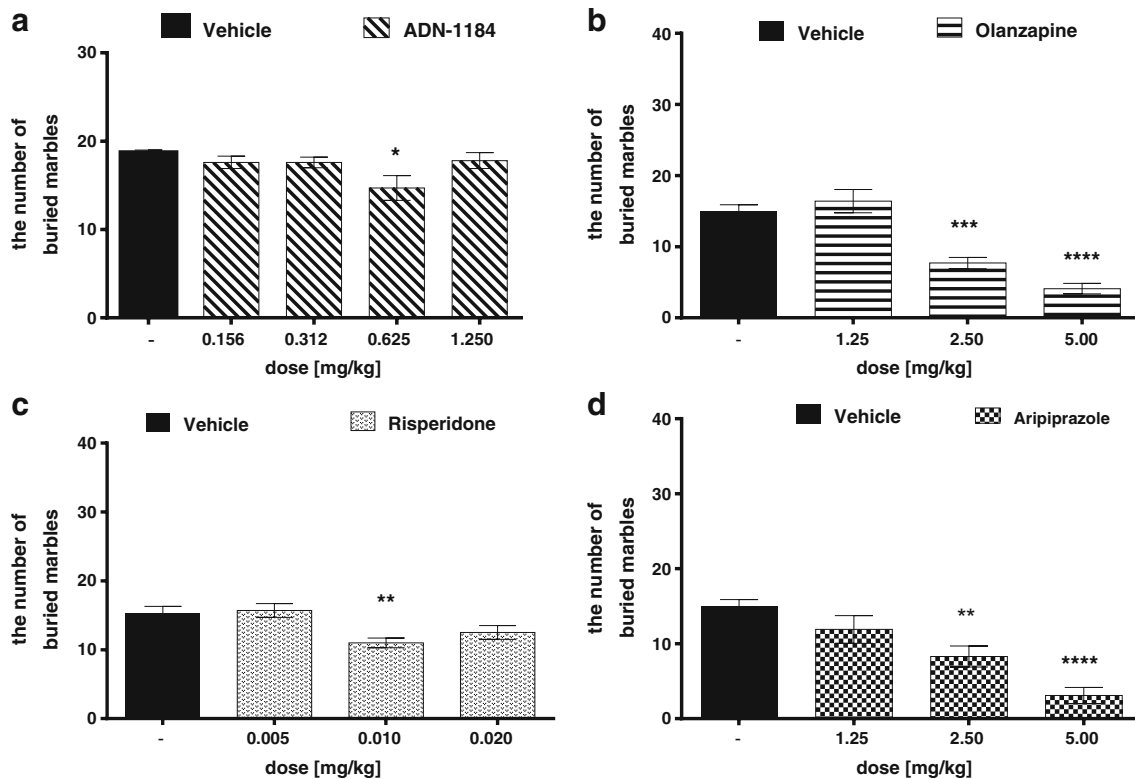 a
Vehicle
ADN-1184
the number of
buried marbles
30
20
10
0
*
-
0.156
0.312
0.625
1.250
dose [mg/kg]
b
Vehicle
Olanzapine
the number of
buried marbles
40
30
20
10
0
***
****
-
1.25
2.50
5.00
dose [mg/kg]
c
Vehicle
Risperidone
the number of
buried marbles
40
30
20
10
0
**
-
0.005
0.010
0.020
dose [mg/kg]
d
Vehicle
Aripiprazole
the number of
buried marbles
40
30
20
10
0
**
****
-
1.25
2.50
5.00
dose [mg/kg]